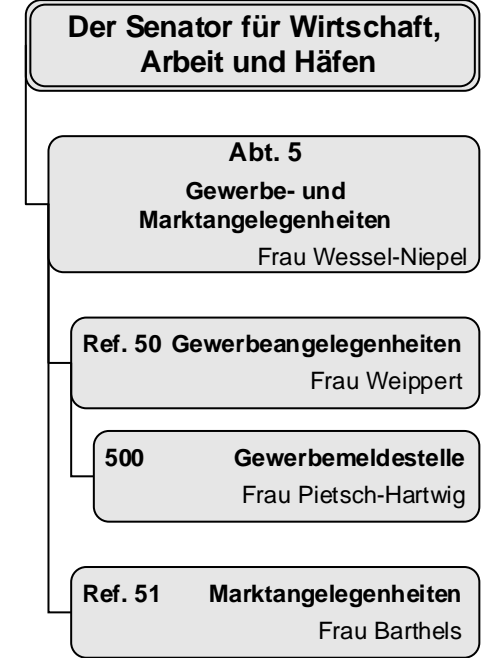 Der Senator für Wirtschaft,
Arbeit und Häfen
Abt. 5
Gewerbe- und
Marktangelegenheiten
Frau Wessel-Niepel
Ref. 50 Gewerbeangelegenheiten
Frau Weippert
500 Gewerbemeldestelle
Frau Pietsch-Hartwig
Ref. 51 Marktangelegenheiten
Frau Barthels